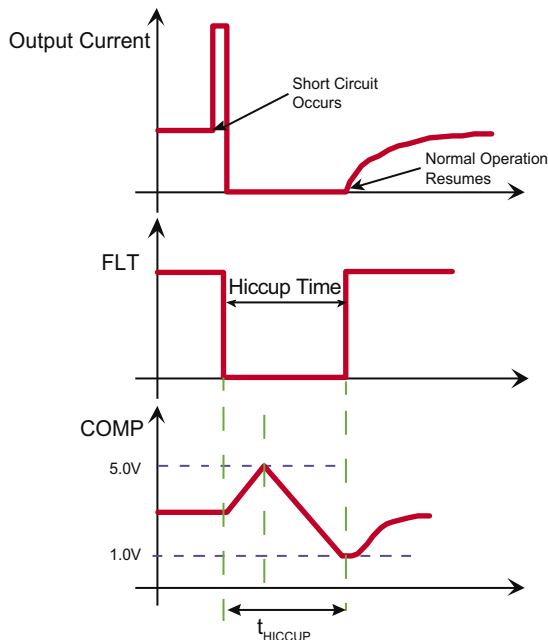 Output Current
Short Circuit
Occurs
Normal Operation
Resumes
FLT
Hiccup Time
COMP
5.0V
1.0V
tHICCUP